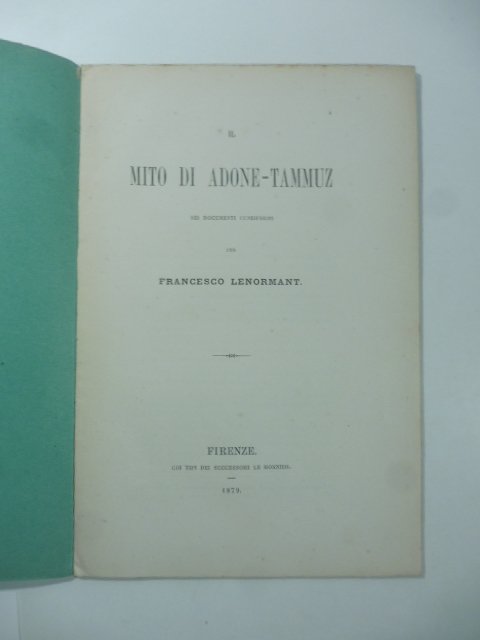 IL
MITO DI ADONE-TAMMUZ
NEI DOCUMENTI CUNEIFORMI
PER
FRANCESCO LENORMANT.
FIRENZE.
COI TIPI DEI SUCCESSORI LE MONNIER.
1879.